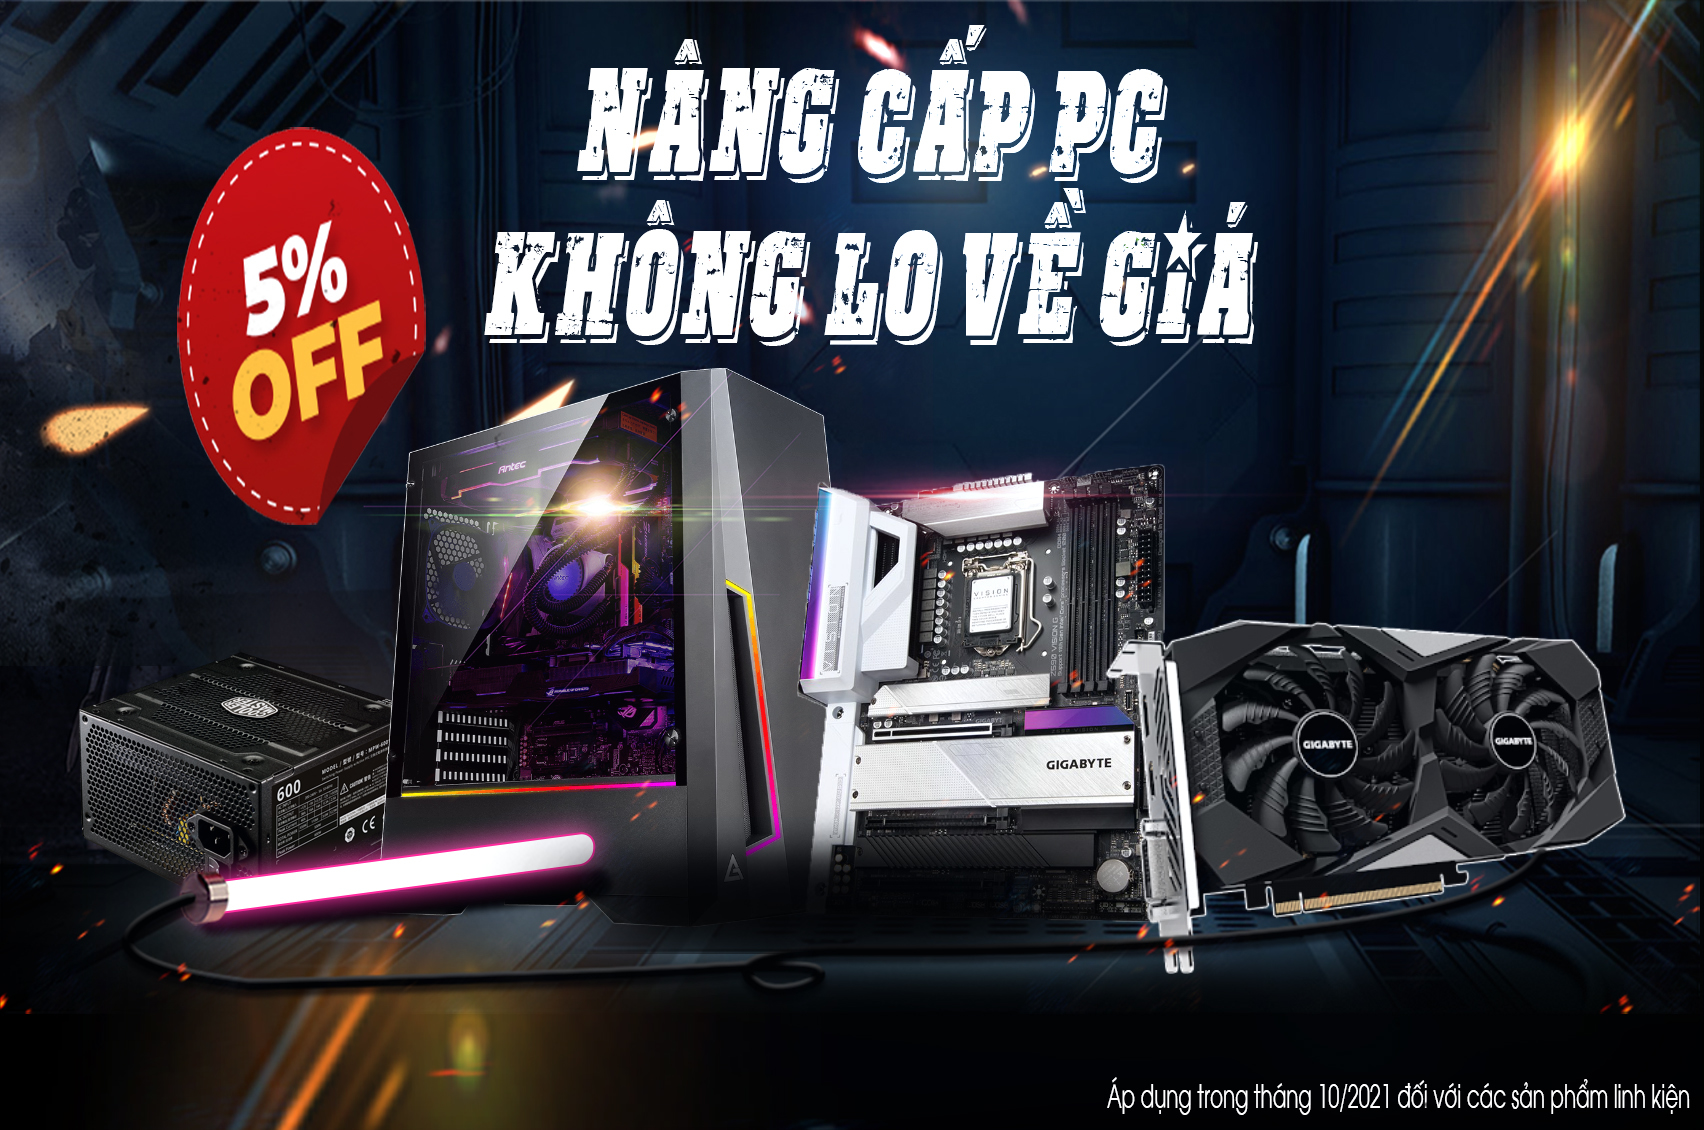 NÂNG CẤP PC
KHÔNG LO VỀ GIÁ
5%
OFF
Antec
VISION
GIGABYTE
GIGABYTE
GIGABYTE
600
Áp dụng trong tháng 10/2021 đối với các sản phẩm linh kiện